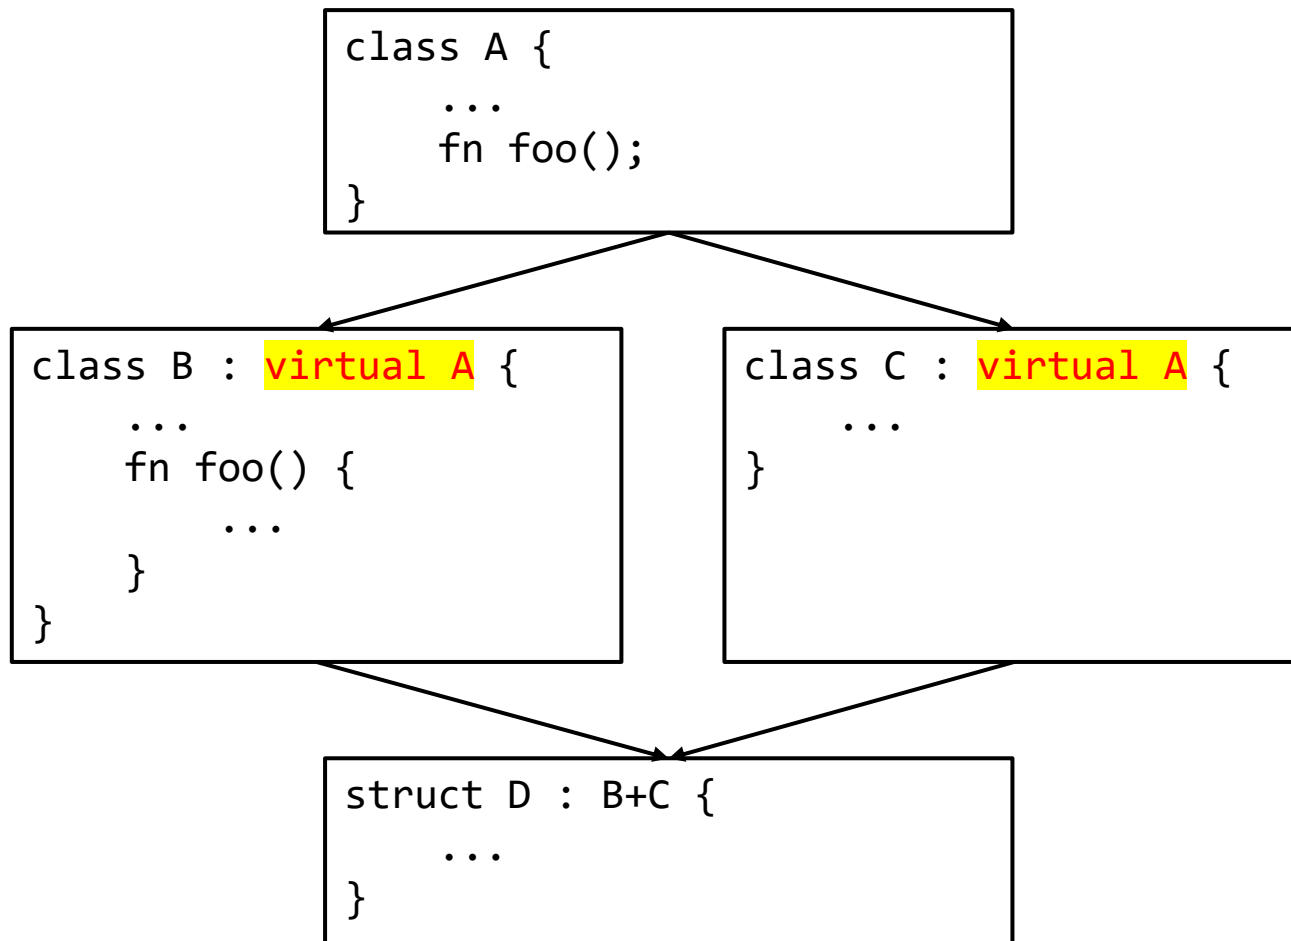 class A {
    ...
    fn foo();
}
class B : virtual A {
    ...
    fn foo() {
        ...
    }
}
class C : virtual A {
    ...
}
struct D : B+C {
    ...
}